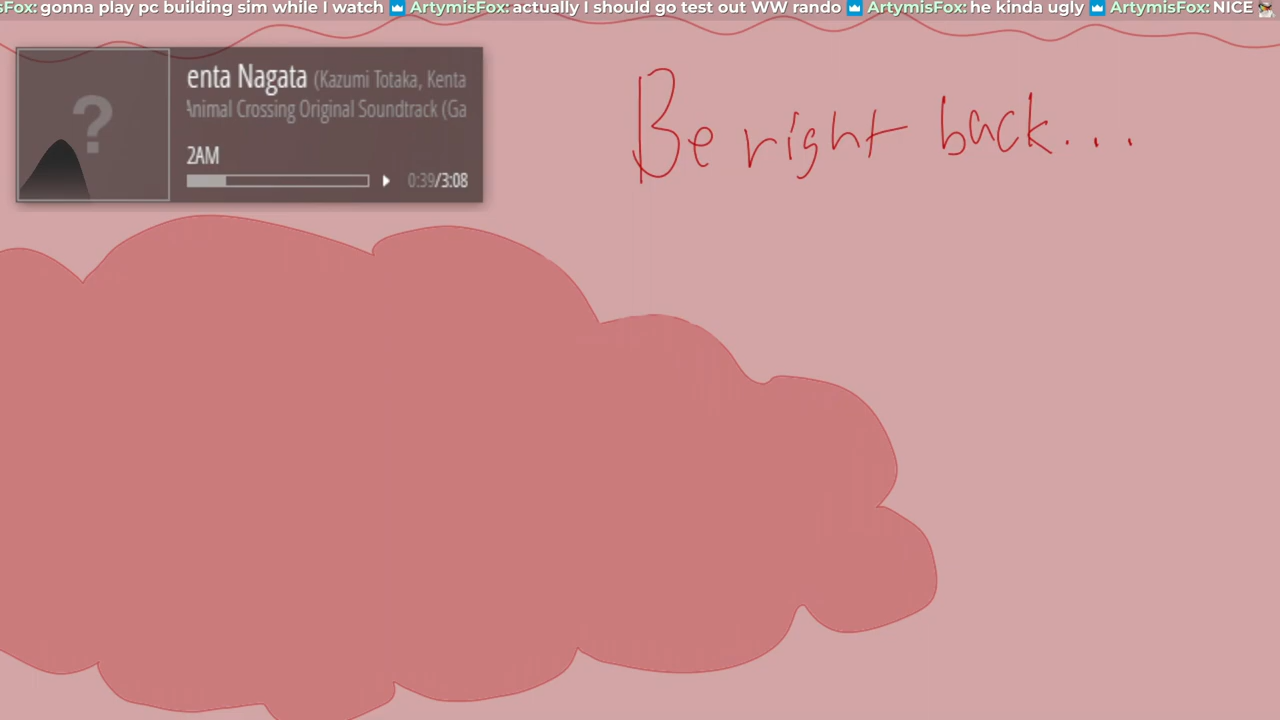 sFox: gonna play pc building sim while I watch ArtymisFox: actually I should go test out WW rando ArtymisFox: he kinda ugly ArtymisFox: NICE
enta Nagata (Kazumi Totaka, Kenta
Animal Crossing Original Soundtrack (Ga
?
2AM
0:39/3:08
Be right back...